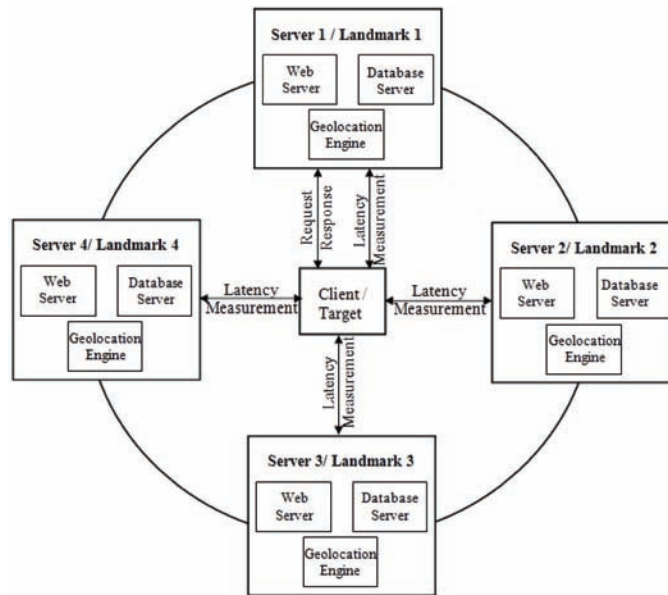 Server 1 / Landmark 1
Web
Server
Database
Server
Geolocation
Engine
Request
Response
Latency
Measurement
Server 4/ Landmark 4
Web
Server
Database
Server
Geolocation
Engine
Latency
Measurement
Client /
Target
Latency
Measurement
Server 2/ Landmark 2
Web
Server
Database
Server
Geolocation
Engine
Latency
Measurement
Server 3/ Landmark 3
Web
Server
Database
Server
Geolocation
Engine